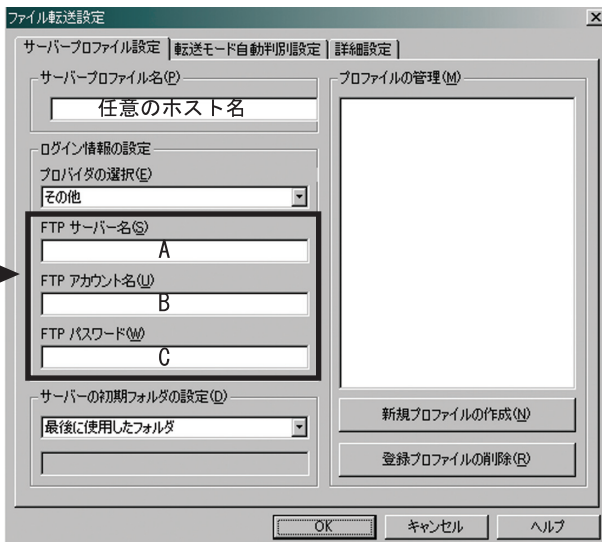 ファイル転送設定
サーバープロファイル設定 転送モード自動判別設定 詳細設定
サーバープロファイル名(P)
任意のホスト名
ログイン情報の設定
プロバイダの選択(E)
その他
FTP サーバー名(S)
A
FTP アカウント名(U)
B
FTP パスワード(W)
C
サーバーの初期フォルダの設定(D)
最後に使用したフォルダ
プロファイルの管理(M)
新規プロファイルの作成(N)
登録プロファイルの削除(R)
OK キャンセル ヘルプ